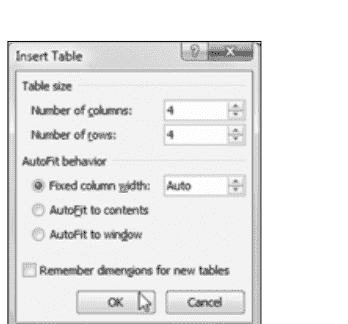 Insert Table
Table size
Number of columns: 4
Number of rows: 4
AutoFit behavior
Fixed column width: Auto
AutoFit to contents
AutoFit to window
Remember dimensions for new tables
OK Cancel